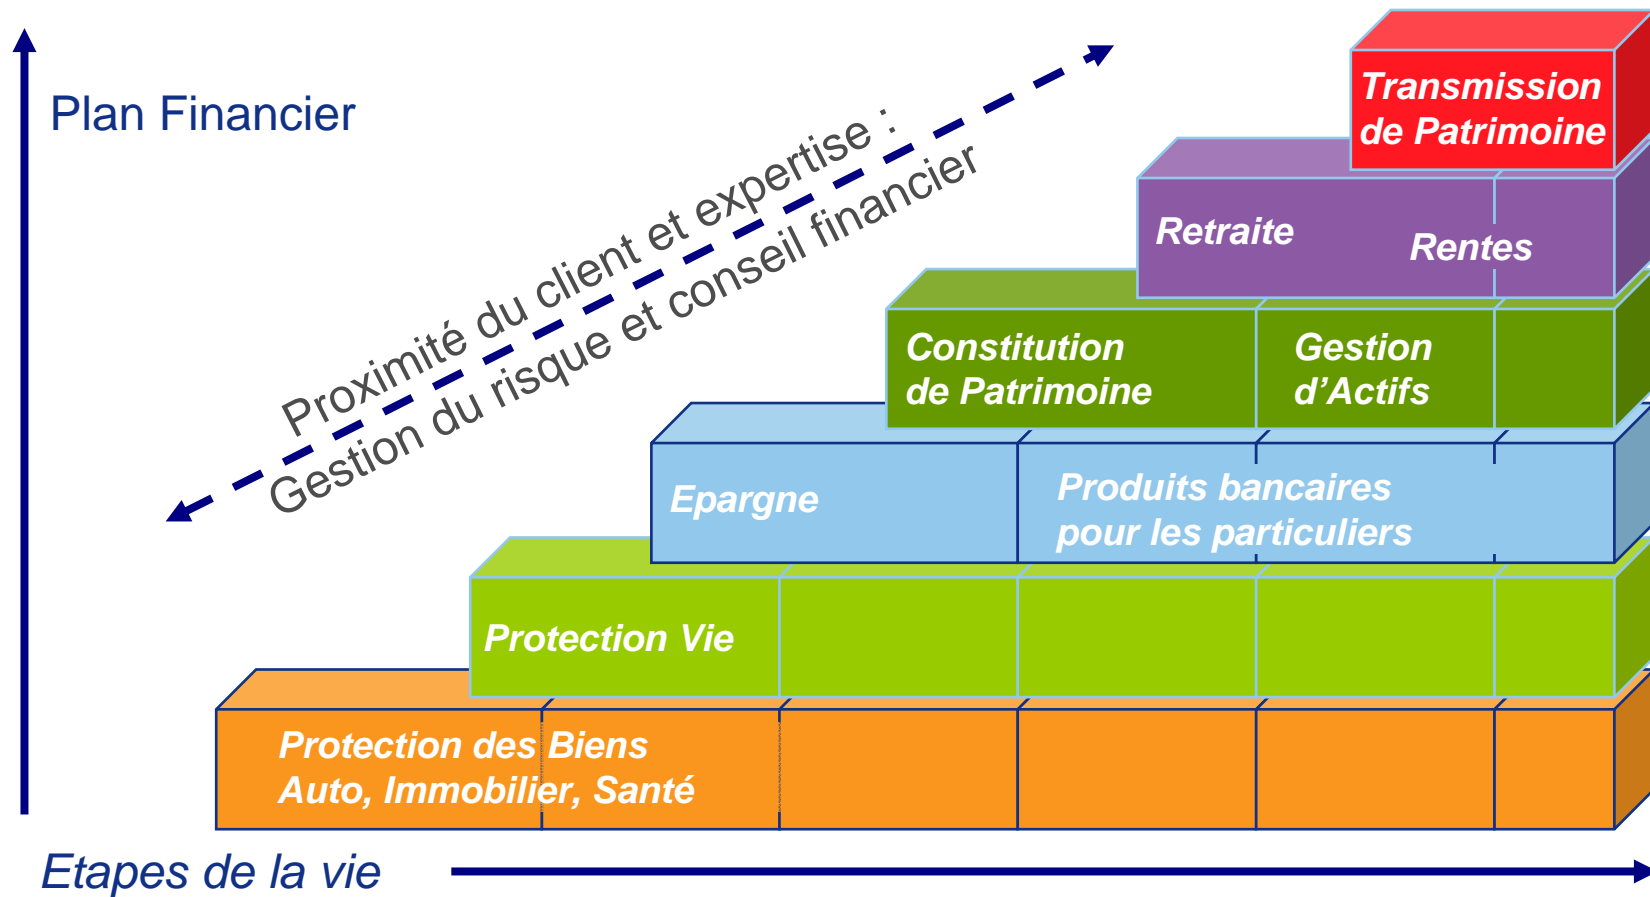 Plan Financier
Proximité du client et expertise :
Gestion du risque et conseil financier
Transmission
de Patrimoine
Retraite
Rentes
Constitution
de Patrimoine
Gestion
d’Actifs
Epargne
Produits bancaires
pour les particuliers
Protection Vie
Protection des Biens
Auto, Immobilier, Santé
Etapes de la vie